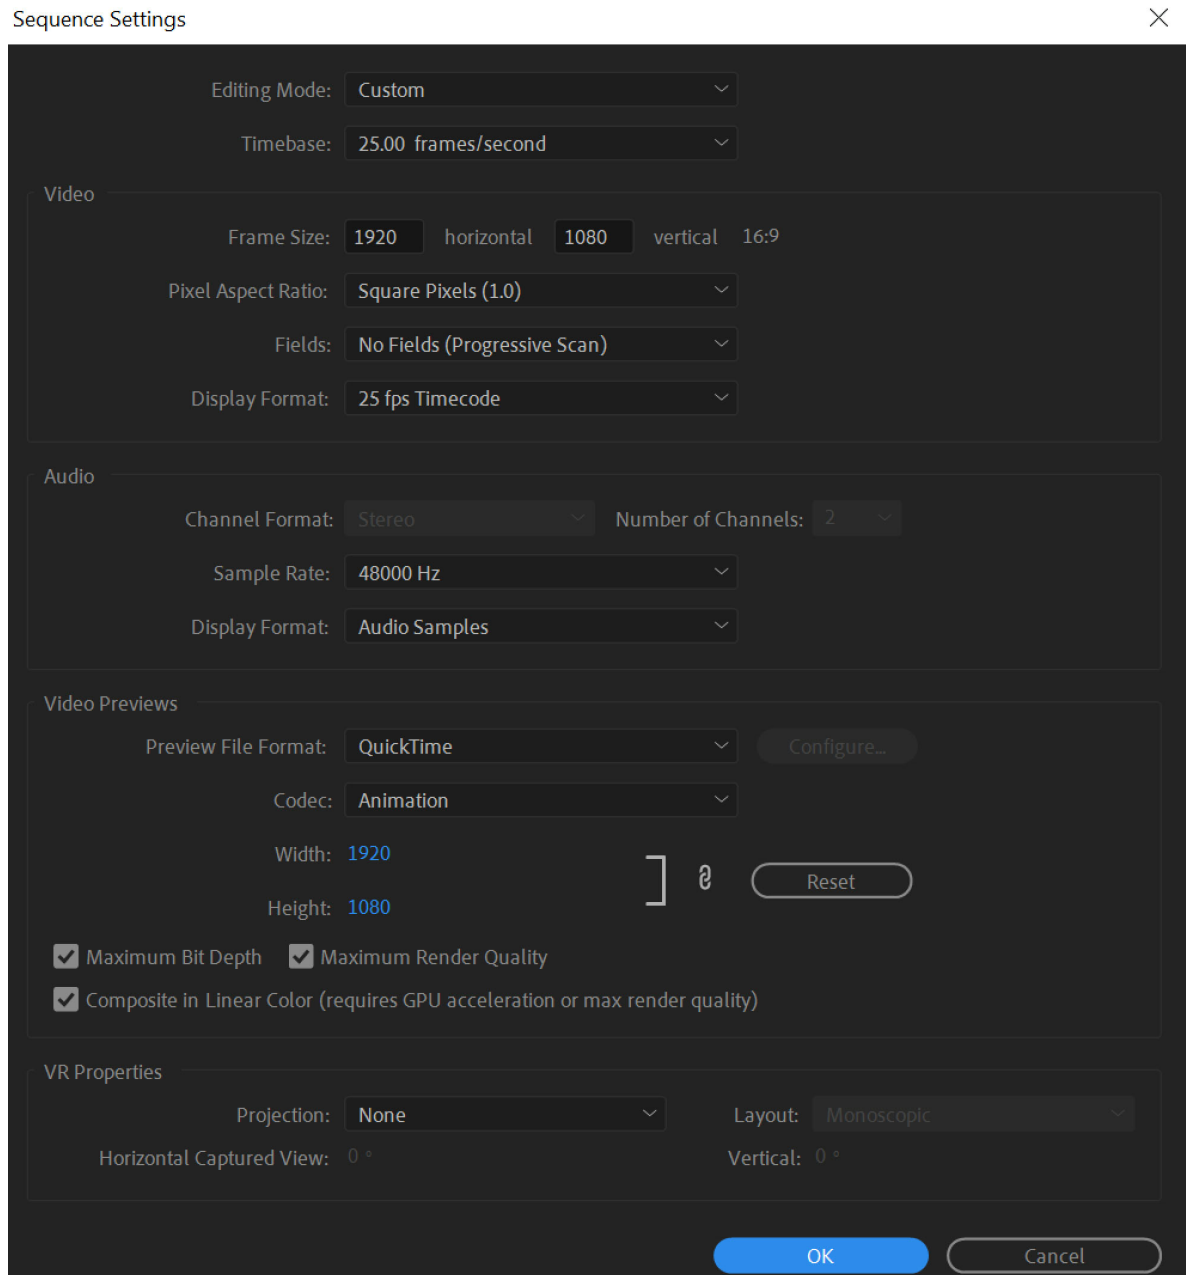 Sequence Settings
Editing Mode: Custom
Timebase: 25.00 frames/second
Video
Frame Size: 1920 horizontal 1080 vertical 16:9
Pixel Aspect Ratio: Square Pixels (1.0)
Fields: No Fields (Progressive Scan)
Display Format: 25 fps Timecode
Audio
Channel Format: Stereo Number of Channels: 2
Sample Rate: 48000 Hz
Display Format: Audio Samples
Video Previews
Preview File Format: QuickTime Configure...
Codec: Animation
Width: 1920
Height: 1080
Reset
Maximum Bit Depth Maximum Render Quality
Composite in Linear Color (requires GPU acceleration or max render quality)
VR Properties
Projection: None Layout: Monoscopic
Horizontal Captured View: 0 ° Vertical: 0 °
OK Cancel